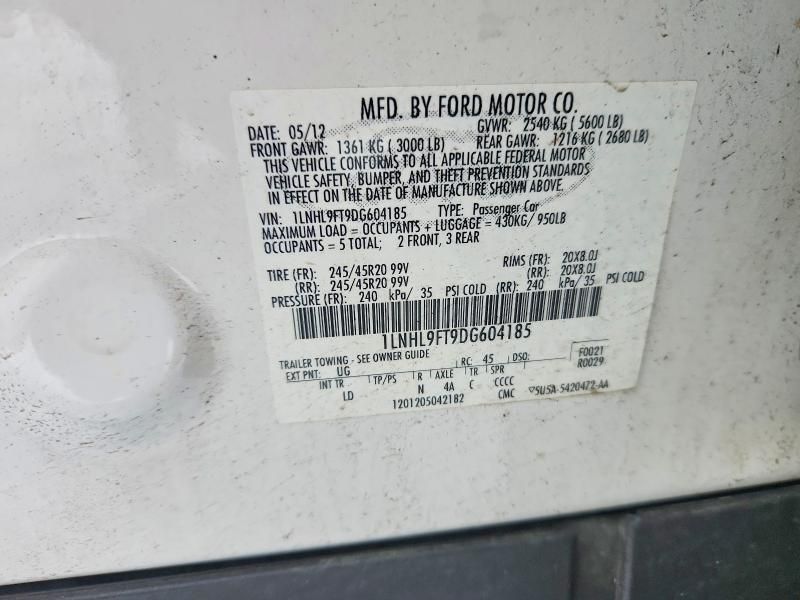 MFD. BY FORD MOTOR CO.
DATE: 05/12 GVWR: 2540 KG ( 5600 LB)
FRONT GAWR: 1361 KG ( 3000 LB) REAR GAWR: 1216 KG ( 2680 LB)
THIS VEHICLE CONFORMS TO ALL APPLICABLE FEDERAL MOTOR
VEHICLE SAFETY, BUMPER, AND THEFT PREVENTION STANDARDS
IN EFFECT ON THE DATE OF MANUFACTURE SHOWN ABOVE.
VIN: 1LNHL9FT9DG604185 TYPE: Passenger Car
MAXIMUM LOAD = OCCUPANTS + LUGGAGE = 430KG/ 950LB
OCCUPANTS = 5 TOTAL; 2 FRONT, 3 REAR
TIRE (FR): 245/45R20 99V RIMS (FR): 20X8.0J
(RR): 245/45R20 99V (RR): 20X8.0J
PRESSURE (FR): 240 kPa/ 35 PSI COLD (RR): 240 kPa/ 35 PSI COLD
1LNHL9FT9DG604185
TRAILER TOWING - SEE OWNER GUIDE RC: 45 DSO: F0021
EXT PNT: UG R0029
INT TR TP/PS R AXLE TR SPR
LD N 4A C CCCC
1201205042182 CMC ▽5U5A-5420472-AA